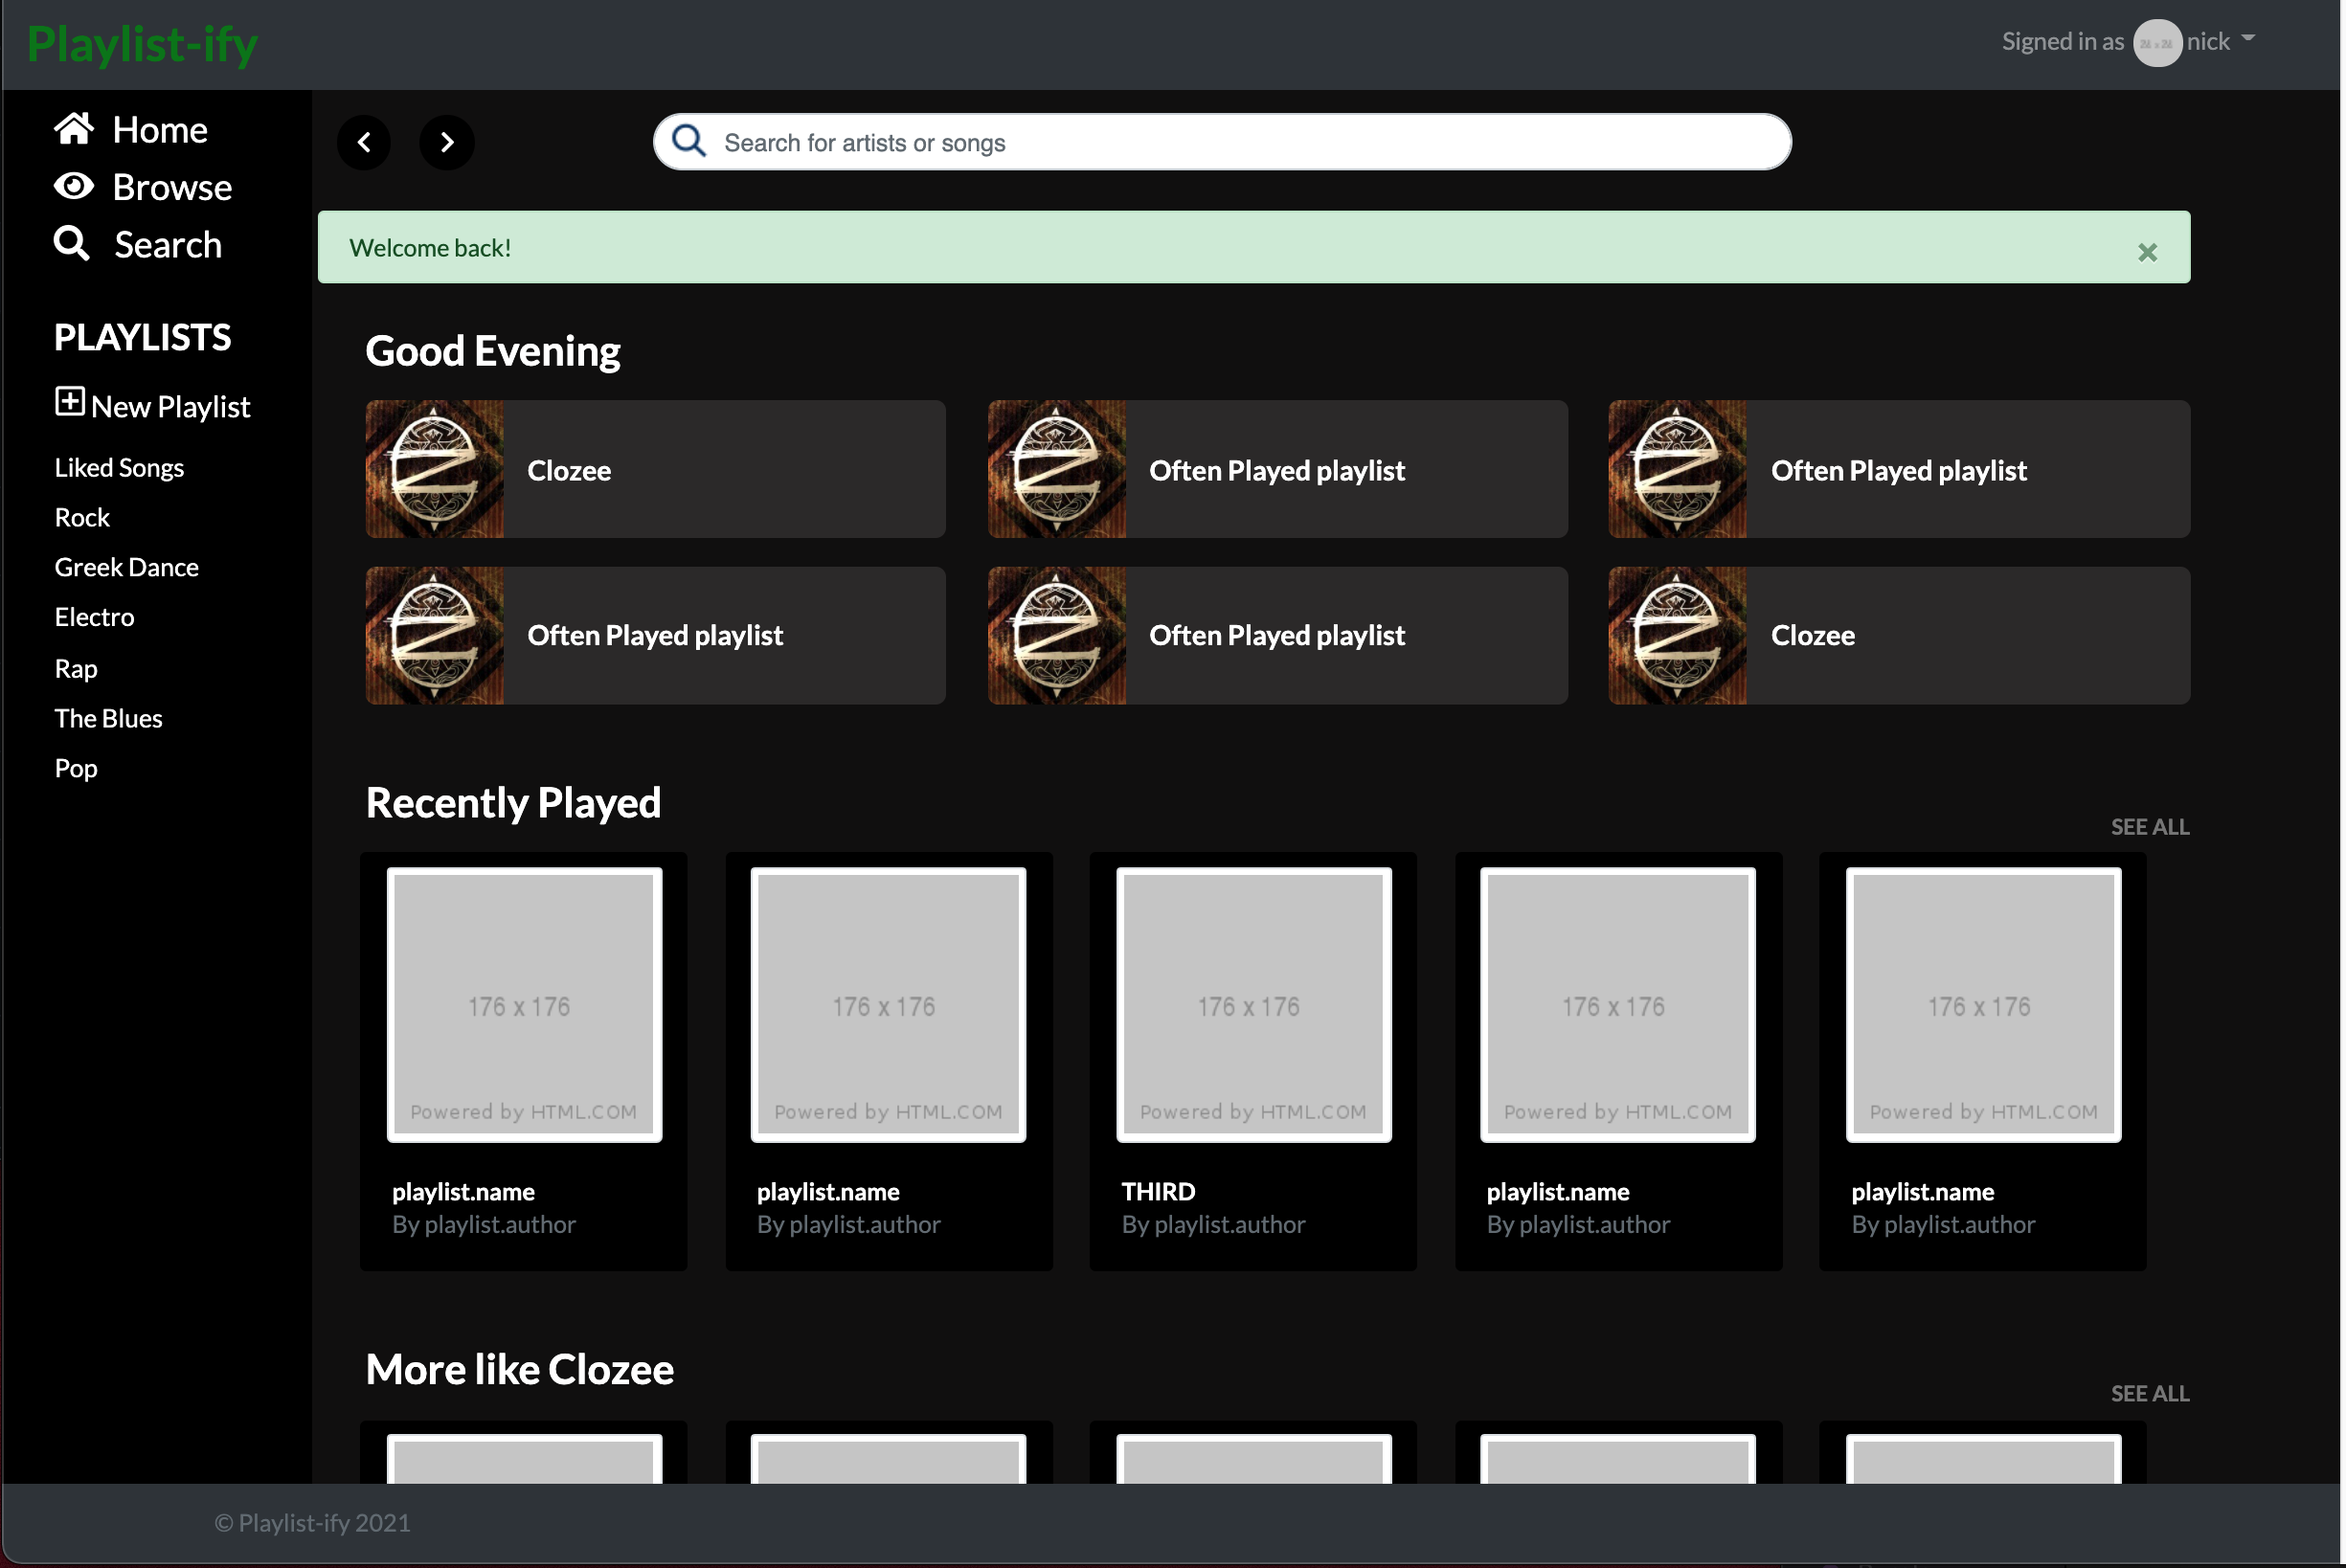 Playlist-ify
Signed in as nick
Home
Browse
Search
PLAYLISTS
New Playlist
Liked Songs
Rock
Greek Dance
Electro
Rap
The Blues
Pop
Search for artists or songs
Welcome back!
×
Good Evening
Clozee
Often Played playlist
Often Played playlist
Often Played playlist
Often Played playlist
Clozee
Recently Played
SEE ALL
176 x 176
Powered by HTML.COM
playlist.name
By playlist.author
176 x 176
Powered by HTML.COM
playlist.name
By playlist.author
176 x 176
Powered by HTML.COM
THIRD
By playlist.author
176 x 176
Powered by HTML.COM
playlist.name
By playlist.author
176 x 176
Powered by HTML.COM
playlist.name
By playlist.author
More like Clozee
SEE ALL
© Playlist-ify 2021